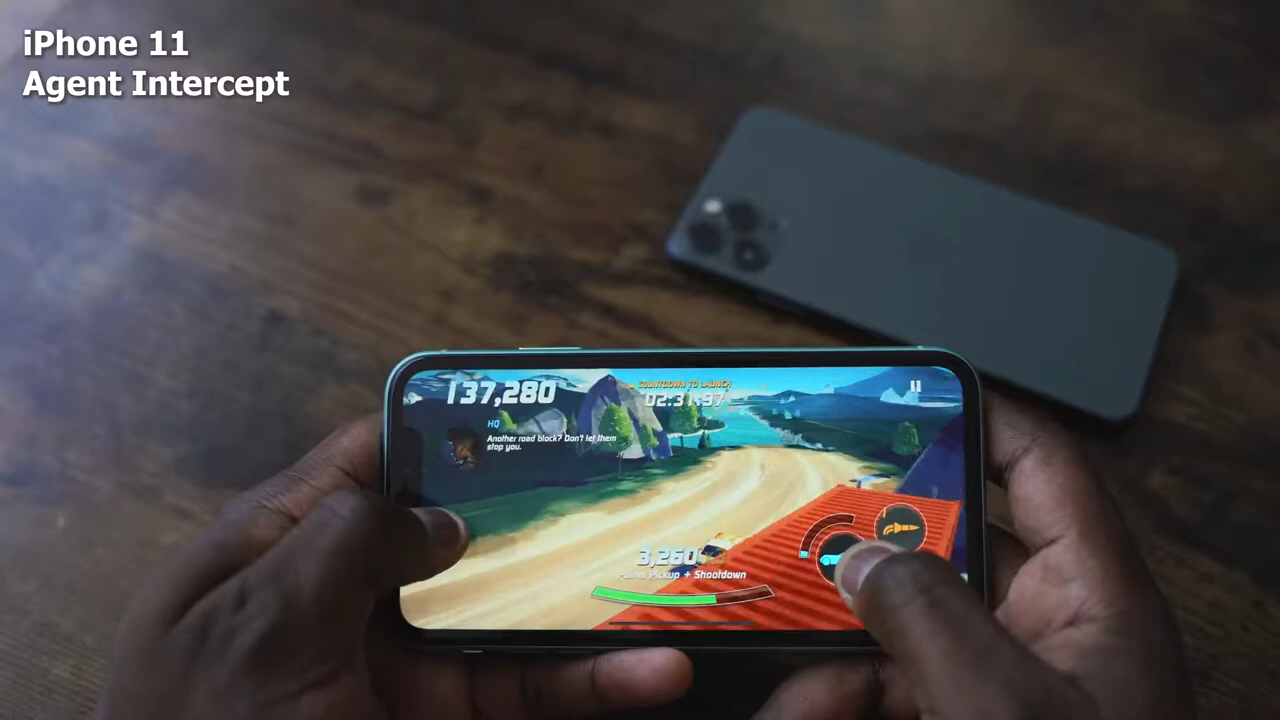 iPhone 11
Agent Intercept
137,280
COUNTDOWN TO LAUNCH
02:31:97
HQ
Another road block? Don't let them
stop you.
3,260
Points Pickup + Shootdown